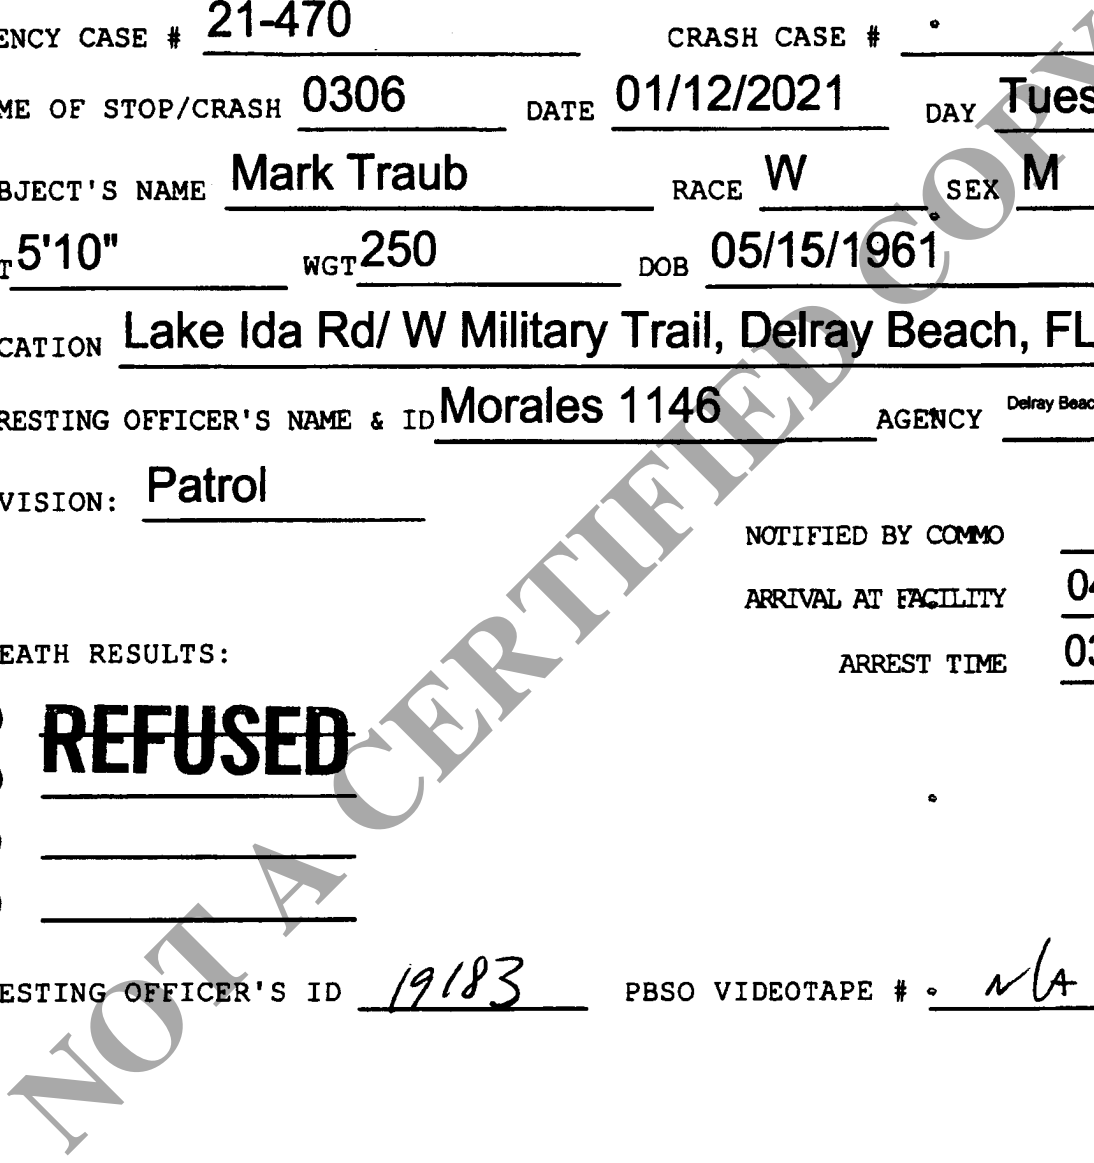 ENCY CASE # 21-470 CRASH CASE #
ME OF STOP/CRASH 0306 DATE 01/12/2021 DAY Tues
BJECT'S NAME Mark Traub RACE W SEX M
T 5'10" WGT 250 DOB 05/15/1961
CATION Lake Ida Rd/ W Military Trail, Delray Beach, FL
RESTING OFFICER'S NAME & ID Morales 1146 AGENCY Delray Beac
VISION: Patrol
NOTIFIED BY COMMO
ARRIVAL AT FACILITY 04
EATH RESULTS:
ARREST TIME 03
REFUSED
ESTING OFFICER'S ID 19183 PBSO VIDEOTAPE # N/A
NOT A CERTIFIED COPY